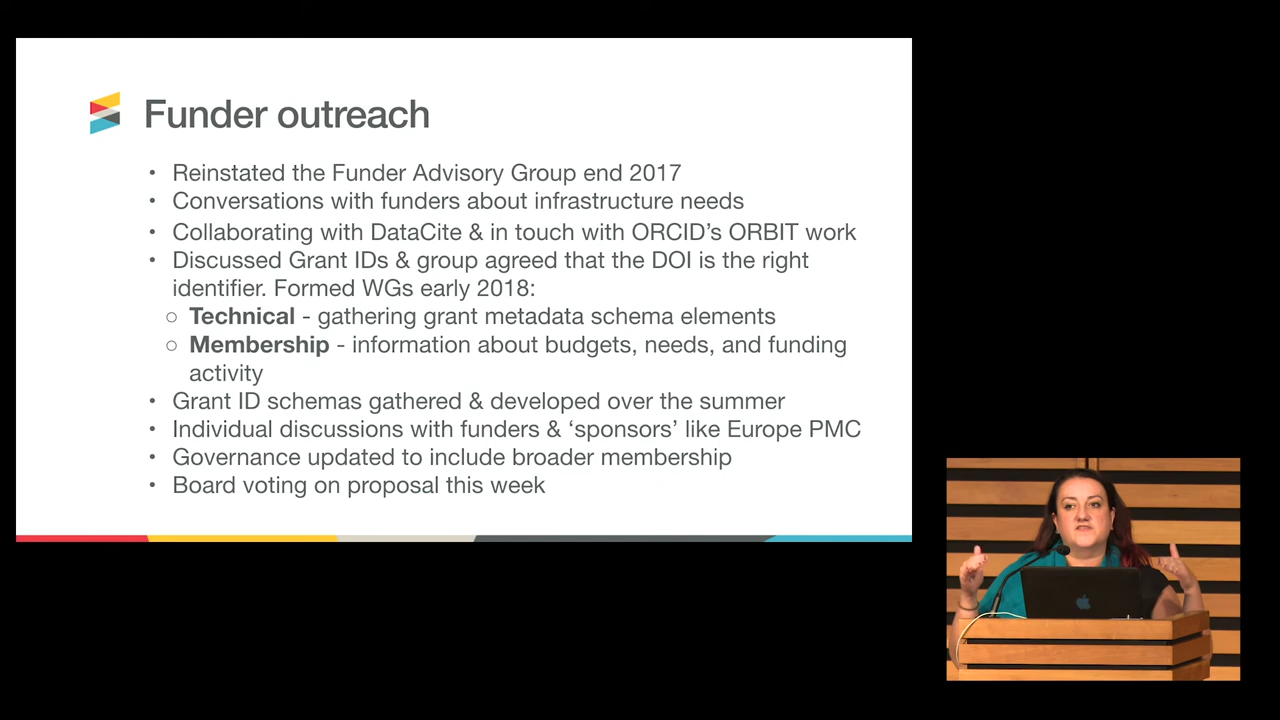 Funder outreach
• Reinstated the Funder Advisory Group end 2017
• Conversations with funders about infrastructure needs
• Collaborating with DataCite & in touch with ORCID’s ORBIT work
• Discussed Grant IDs & group agreed that the DOI is the right
identifier. Formed WGs early 2018:
○ Technical - gathering grant metadata schema elements
○ Membership - information about budgets, needs, and funding
activity
• Grant ID schemas gathered & developed over the summer
• Individual discussions with funders & ‘sponsors’ like Europe PMC
• Governance updated to include broader membership
• Board voting on proposal this week